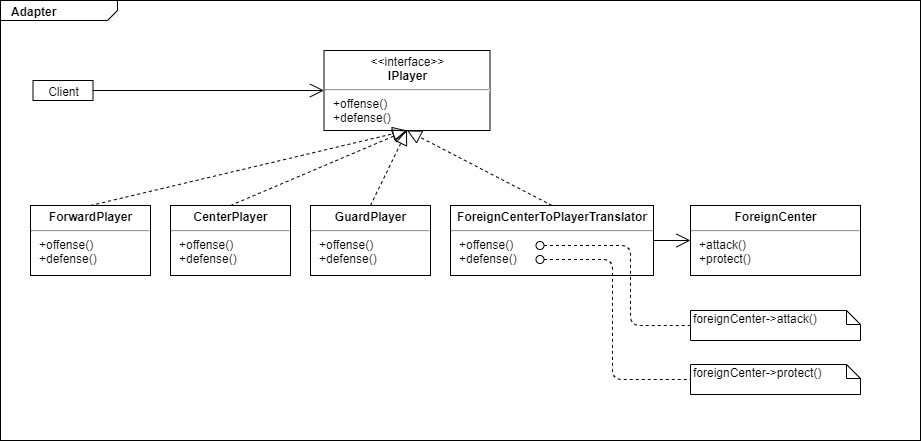 Adapter
<<interface>>
IPlayer
Client
+offense()
+defense()
ForwardPlayer
+offense()
+defense()
CenterPlayer
+offense()
+defense()
GuardPlayer
+offense()
+defense()
ForeignCenterToPlayerTranslator
+offense()
+defense()
ForeignCenter
+attack()
+protect()
foreignCenter->attack()
foreignCenter->protect()